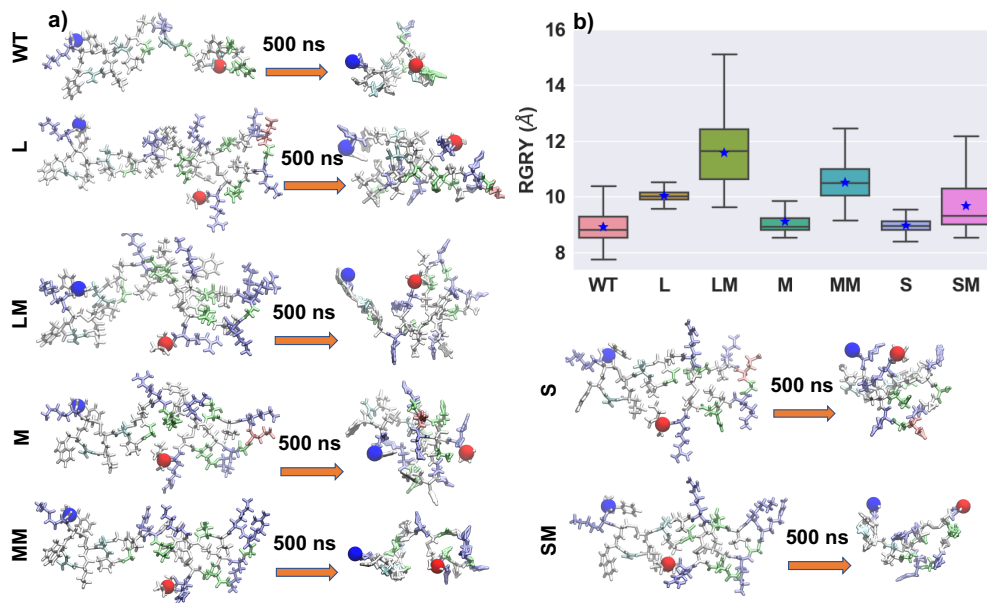 a)
WT
500 ns
L
500 ns
LM
500 ns
M
500 ns
MM
500 ns
b)
RGRY (Å)
16
14
12
10
8
WT L LM M MM S SM
S
500 ns
SM
500 ns